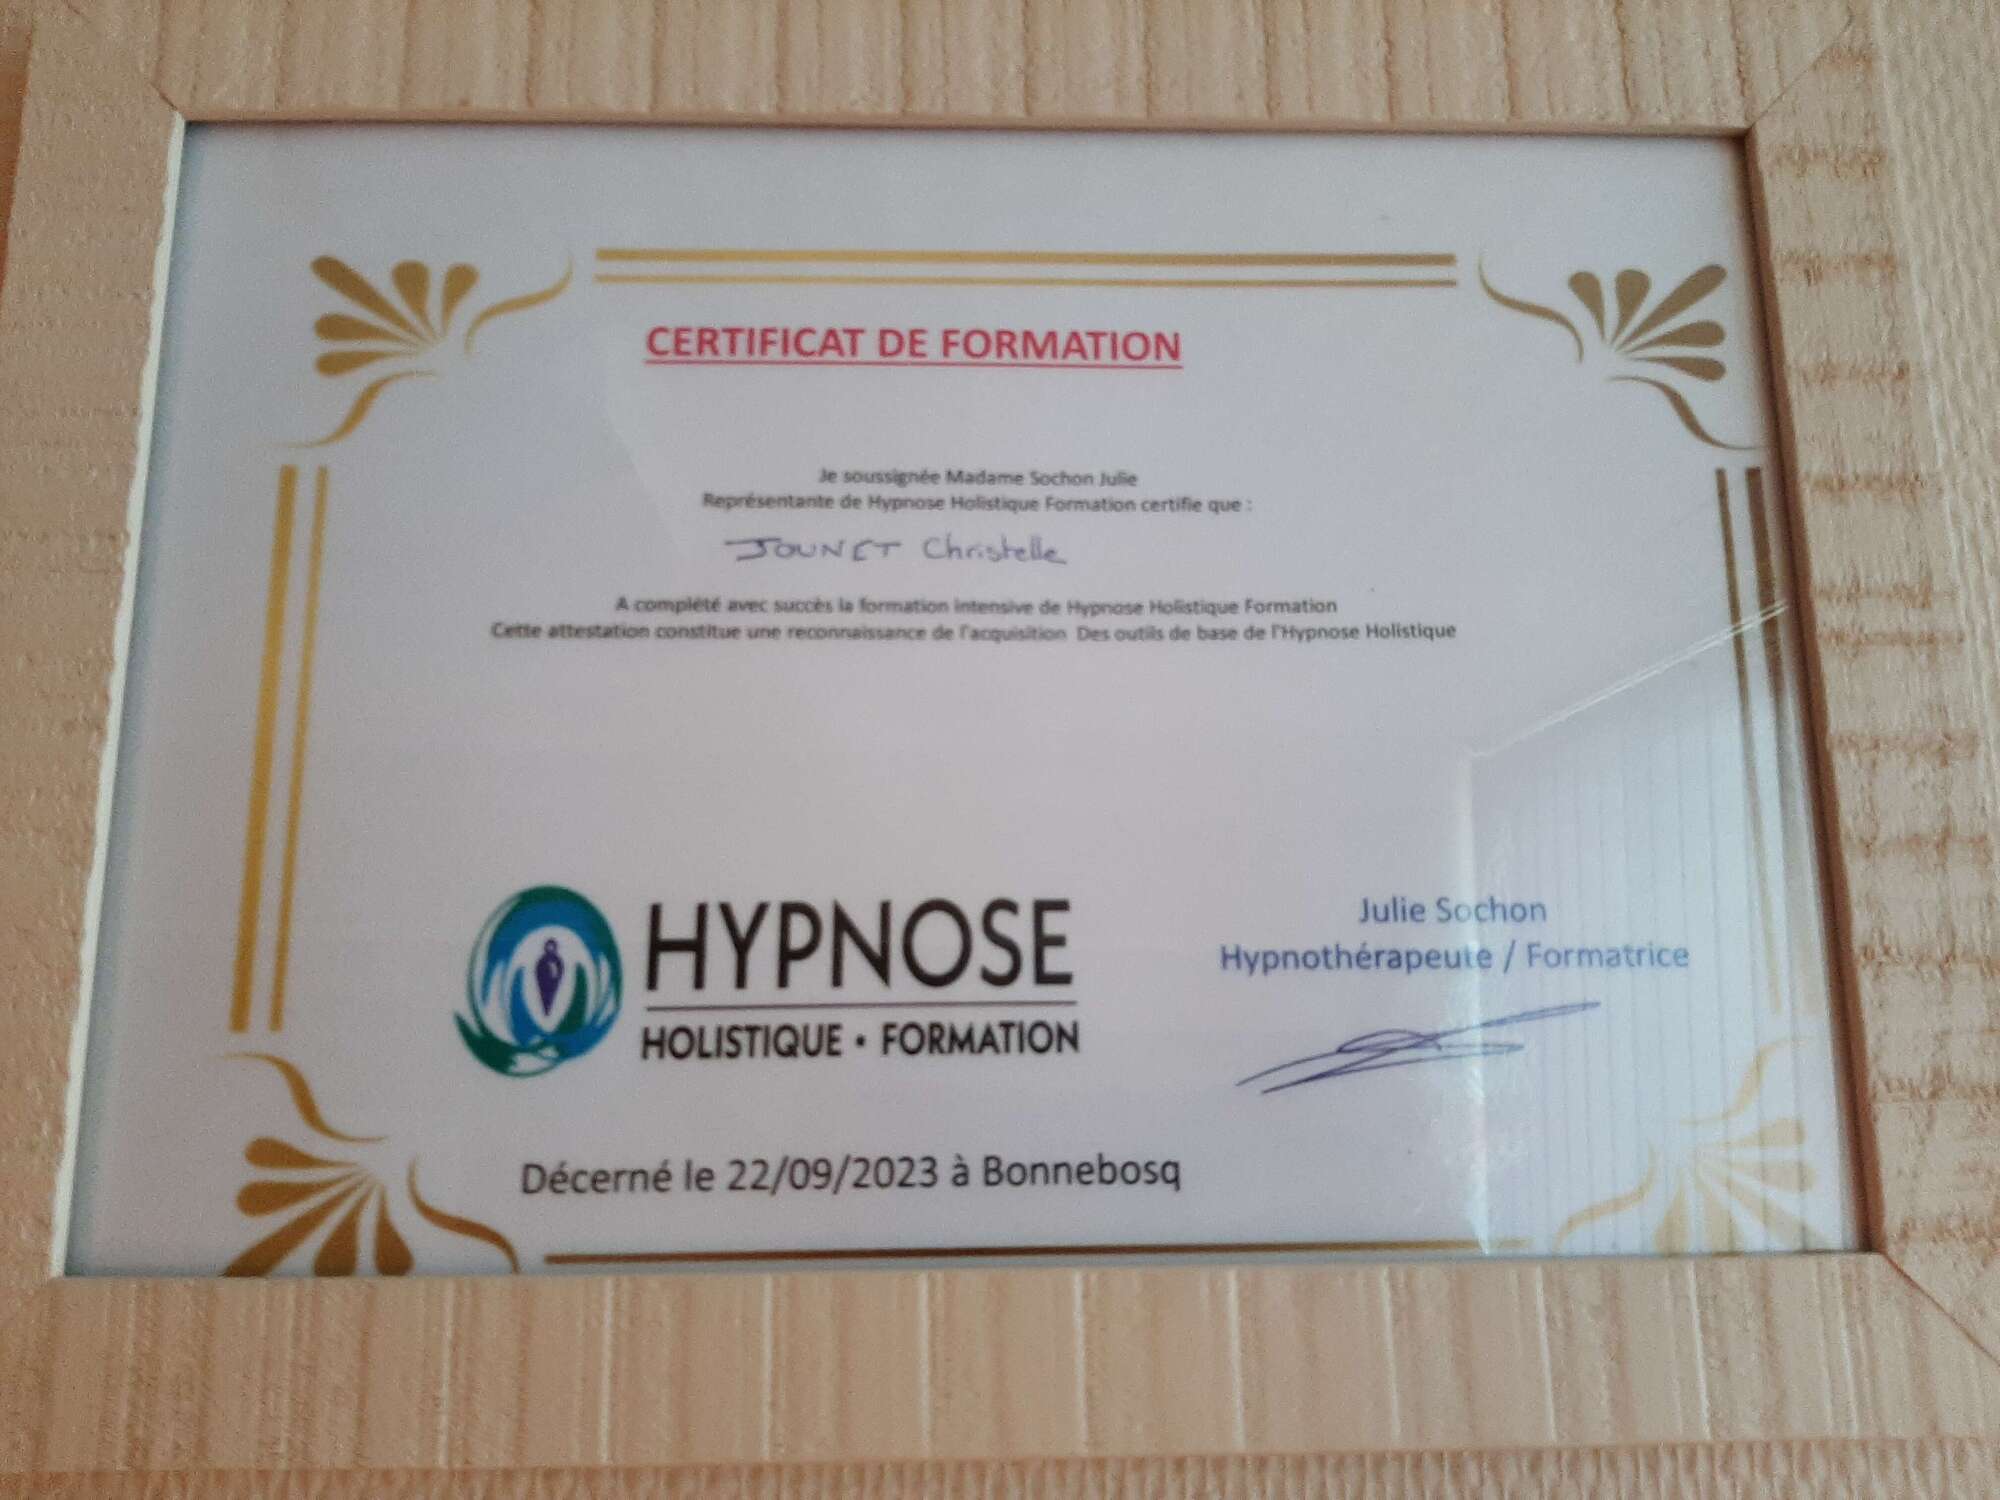 CERTIFICAT DE FORMATION
Je soussignée Madame Sochon Julie
Représentante de Hypnose Holistique Formation certifie que :
JOUNET Christelle
A complété avec succès la formation intensive de Hypnose Holistique Formation
Cette attestation constitue une reconnaissance de l'acquisition Des outils de base de l'Hypnose Holistique
HYPNOSE
HOLISTIQUE • FORMATION
Julie Sochon
Hypnothérapeute / Formatrice
Décerné le 22/09/2023 à Bonnebosq